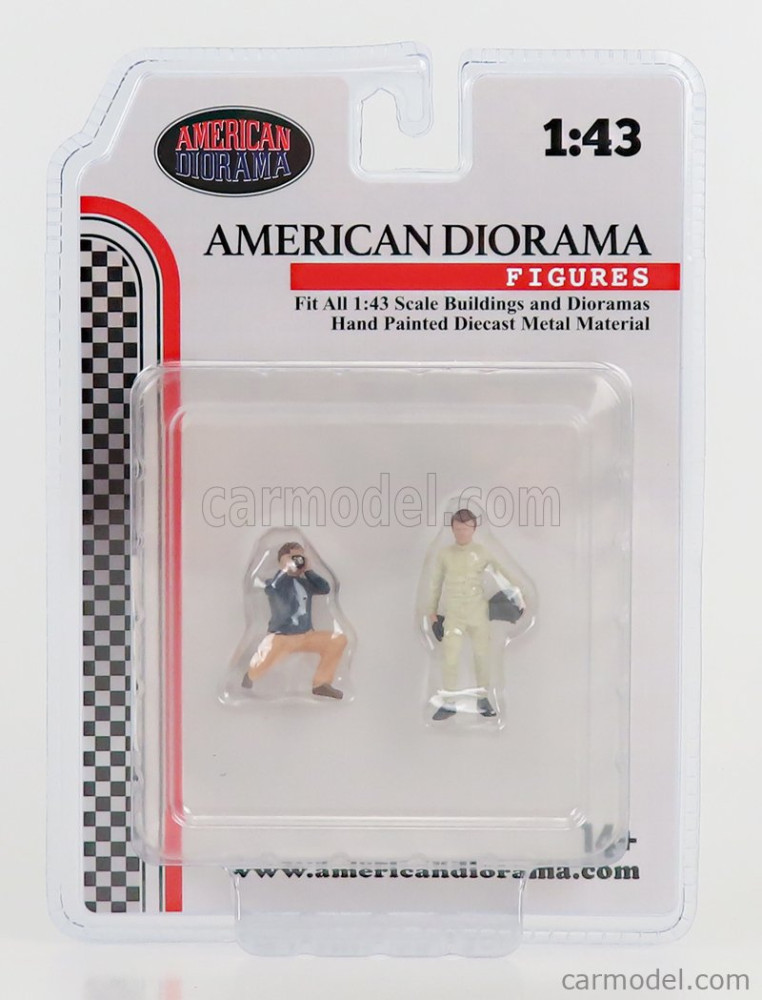 AMERICAN
DIORAMA
1:43
AMERICAN DIORAMA
FIGURES
Fit All 1:43 Scale Buildings and Dioramas
Hand Painted Diecast Metal Material
carmodel.com
14+
www.americandiorama.com
carmodel.com